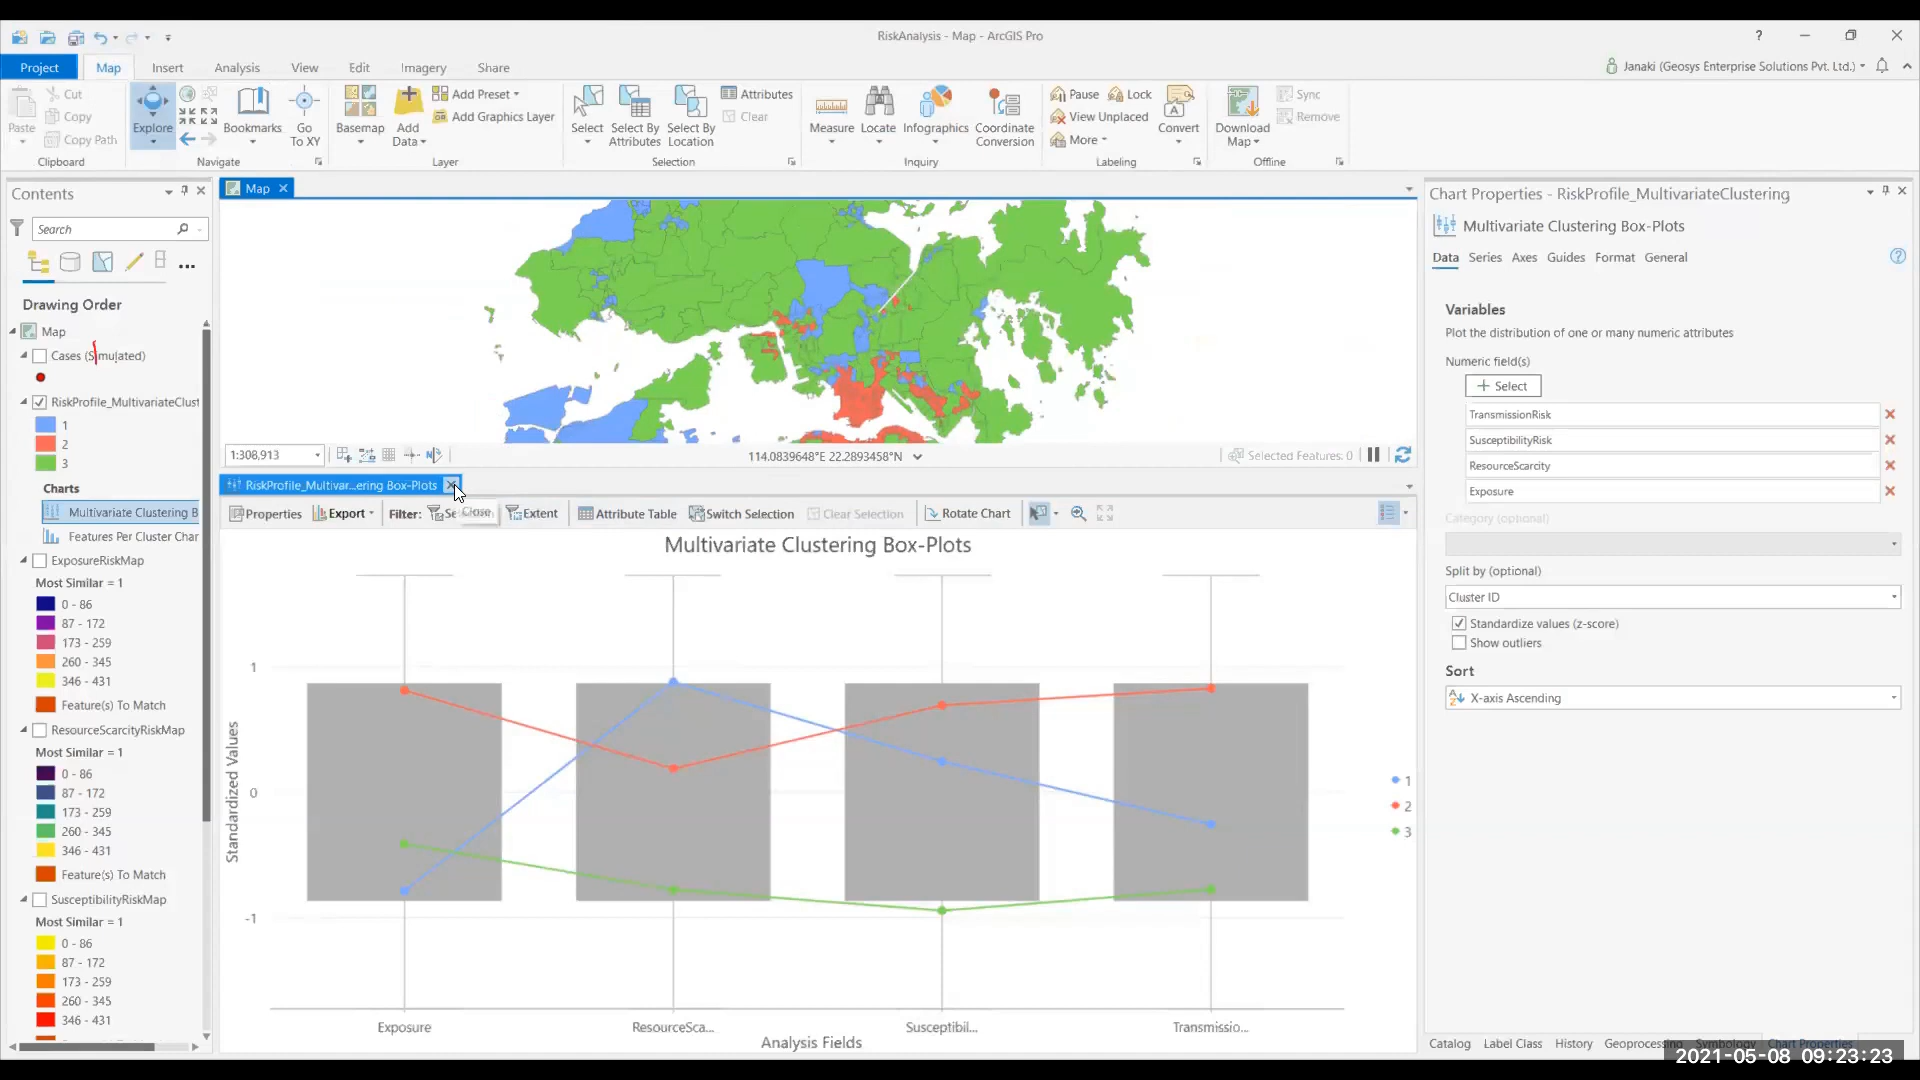 RiskAnalysis - Map - ArcGIS Pro
?
Project Map Insert Analysis View Edit Imagery Share
Janaki (Geosys Enterprise Solutions Pvt. Ltd.)
Paste
Cut
Copy
Copy Path
Clipboard
Explore
Bookmarks
Go To XY
Navigate
Basemap
Add Data
Add Preset
Add Graphics Layer
Layer
Select
Select By Attributes
Select By Location
Attributes
Clear
Selection
Measure
Locate
Infographics
Coordinate Conversion
Inquiry
Pause
Lock
View Unplaced
More
Convert
Labeling
Download Map
Sync
Remove
Offline
Contents
Search
Drawing Order
Map
Cases (Simulated)
RiskProfile_MultivariateClust
1
2
3
Charts
Multivariate Clustering B
Features Per Cluster Char
ExposureRiskMap
Most Similar = 1
0 - 86
87 - 172
173 - 259
260 - 345
346 - 431
Feature(s) To Match
ResourceScarcityRiskMap
Most Similar = 1
0 - 86
87 - 172
173 - 259
260 - 345
346 - 431
Feature(s) To Match
SusceptibilityRiskMap
Most Similar = 1
0 - 86
87 - 172
173 - 259
260 - 345
346 - 431
Map
1:308,913
114.0839648°E 22.2893458°N
Selected Features: 0
RiskProfile_Multivar...ering Box-Plots
Properties Export Filter: Se Close Extent Attribute Table Switch Selection Clear Selection Rotate Chart
Multivariate Clustering Box-Plots
Standardized Values
1
0
-1
1
2
3
Exposure ResourceSca... Susceptibil... Transmissio...
Analysis Fields
Chart Properties - RiskProfile_MultivariateClustering
Multivariate Clustering Box-Plots
Data Series Axes Guides Format General
?
Variables
Plot the distribution of one or many numeric attributes
Numeric field(s)
+ Select
TransmissionRisk
SusceptibilityRisk
ResourceScarcity
Exposure
Category (optional)
Split by (optional)
Cluster ID
Standardize values (z-score)
Show outliers
Sort
X-axis Ascending
Catalog Label Class History Geoprocessing Symbology Chart Properties
2021-05-08 09:23:23